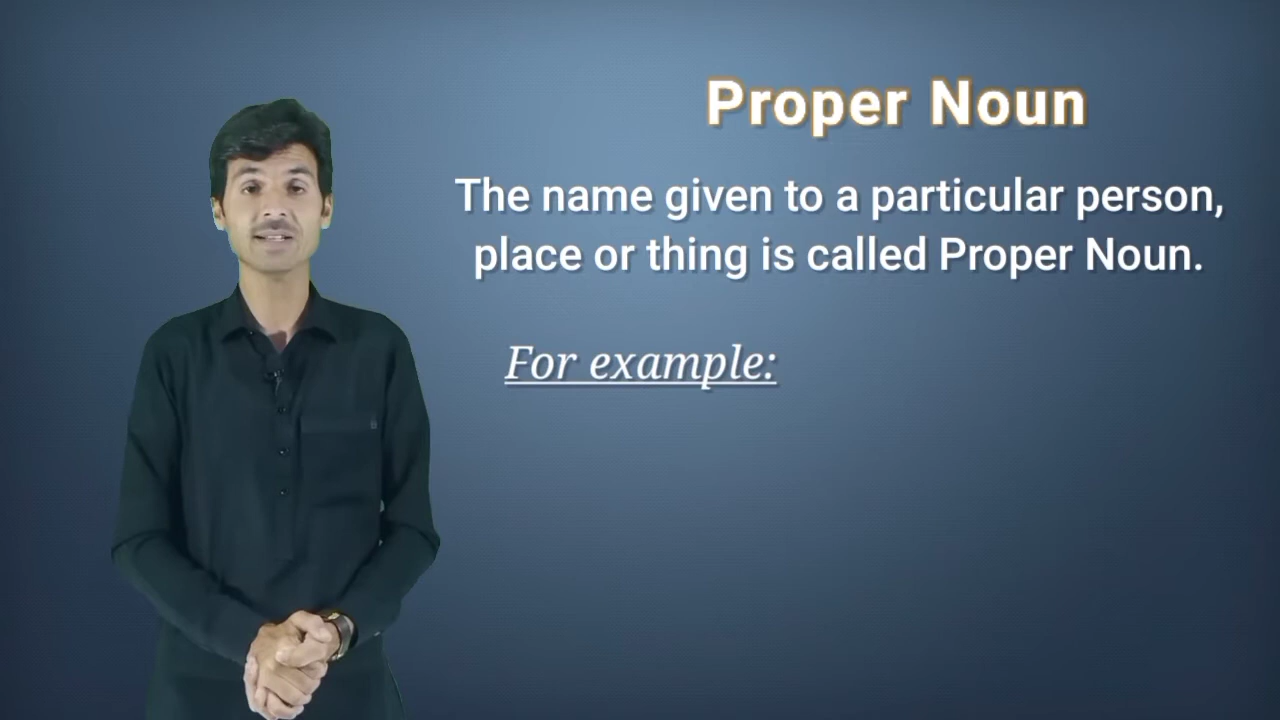 Proper Noun
The name given to a particular person,
place or thing is called Proper Noun.
For example: